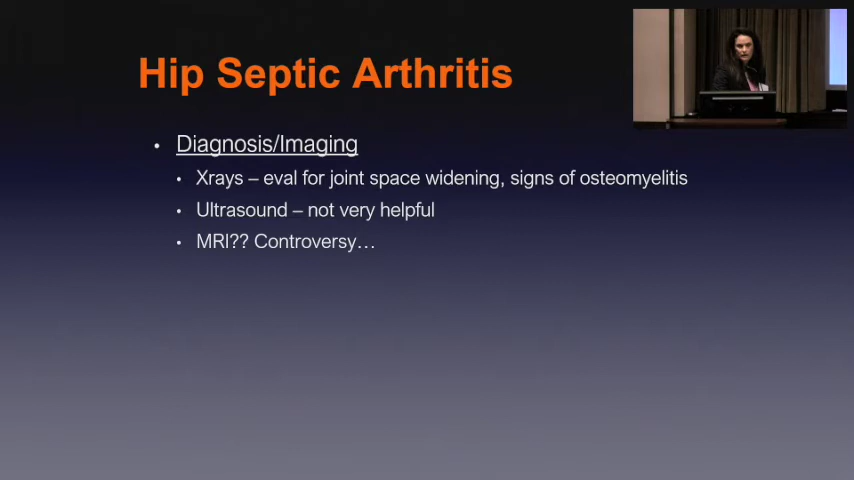 Hip Septic Arthritis
• Diagnosis/Imaging
• Xrays – eval for joint space widening, signs of osteomyelitis
• Ultrasound – not very helpful
• MRI?? Controversy…